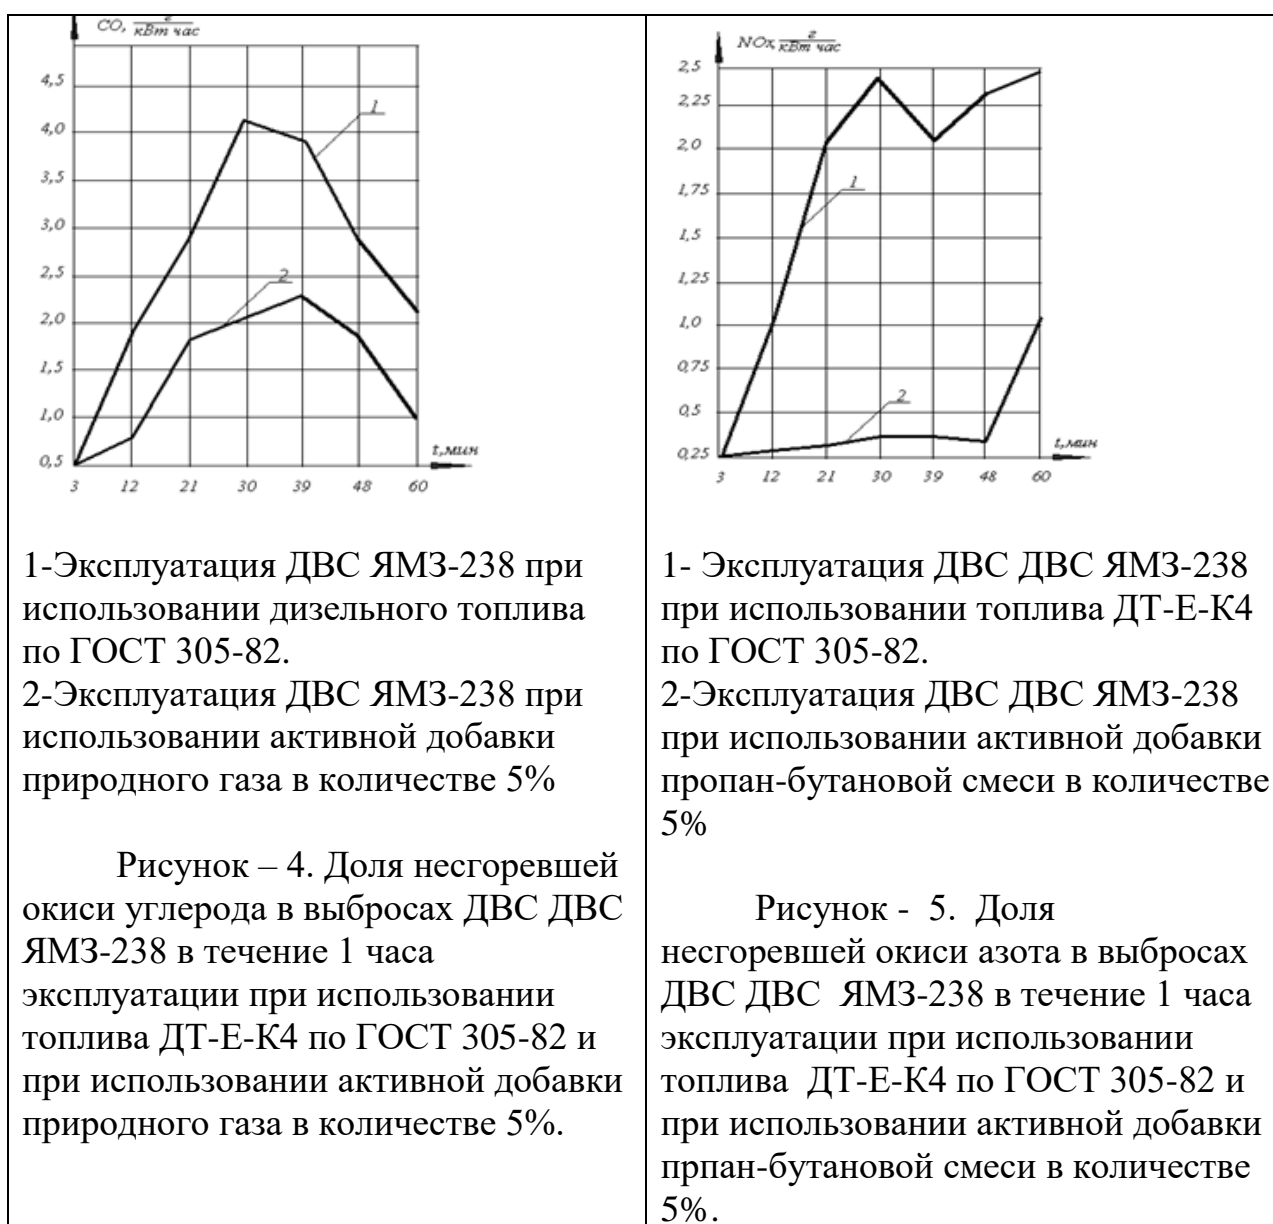 CO, г/кВт час
4,5
4,0
3,5
3,0
2,5
2,0
1,5
1,0
0,5
1
2
t,мин
3 12 21 30 39 48 60
1-Эксплуатация ДВС ЯМЗ-238 при
использовании дизельного топлива
по ГОСТ 305-82.
2-Эксплуатация ДВС ЯМЗ-238 при
использовании активной добавки
природного газа в количестве 5%
Рисунок – 4. Доля несгоревшей
окиси углерода в выбросах ДВС ДВС
ЯМЗ-238 в течение 1 часа
эксплуатации при использовании
топлива ДТ-Е-К4 по ГОСТ 305-82 и
при использовании активной добавки
природного газа в количестве 5%.
NOx, г/кВт час
2,5
2,25
2,0
1,75
1,5
1,25
1,0
0,75
0,5
0,25
1
2
t,мин
3 12 21 30 39 48 60
1- Эксплуатация ДВС ДВС ЯМЗ-238
при использовании топлива ДТ-Е-К4
по ГОСТ 305-82.
2-Эксплуатация ДВС ДВС ЯМЗ-238
при использовании активной добавки
пропан-бутановой смеси в количестве
5%
Рисунок - 5. Доля
несгоревшей окиси азота в выбросах
ДВС ДВС ЯМЗ-238 в течение 1 часа
эксплуатации при использовании
топлива ДТ-Е-К4 по ГОСТ 305-82 и
при использовании активной добавки
прпан-бутановой смеси в количестве
5%.